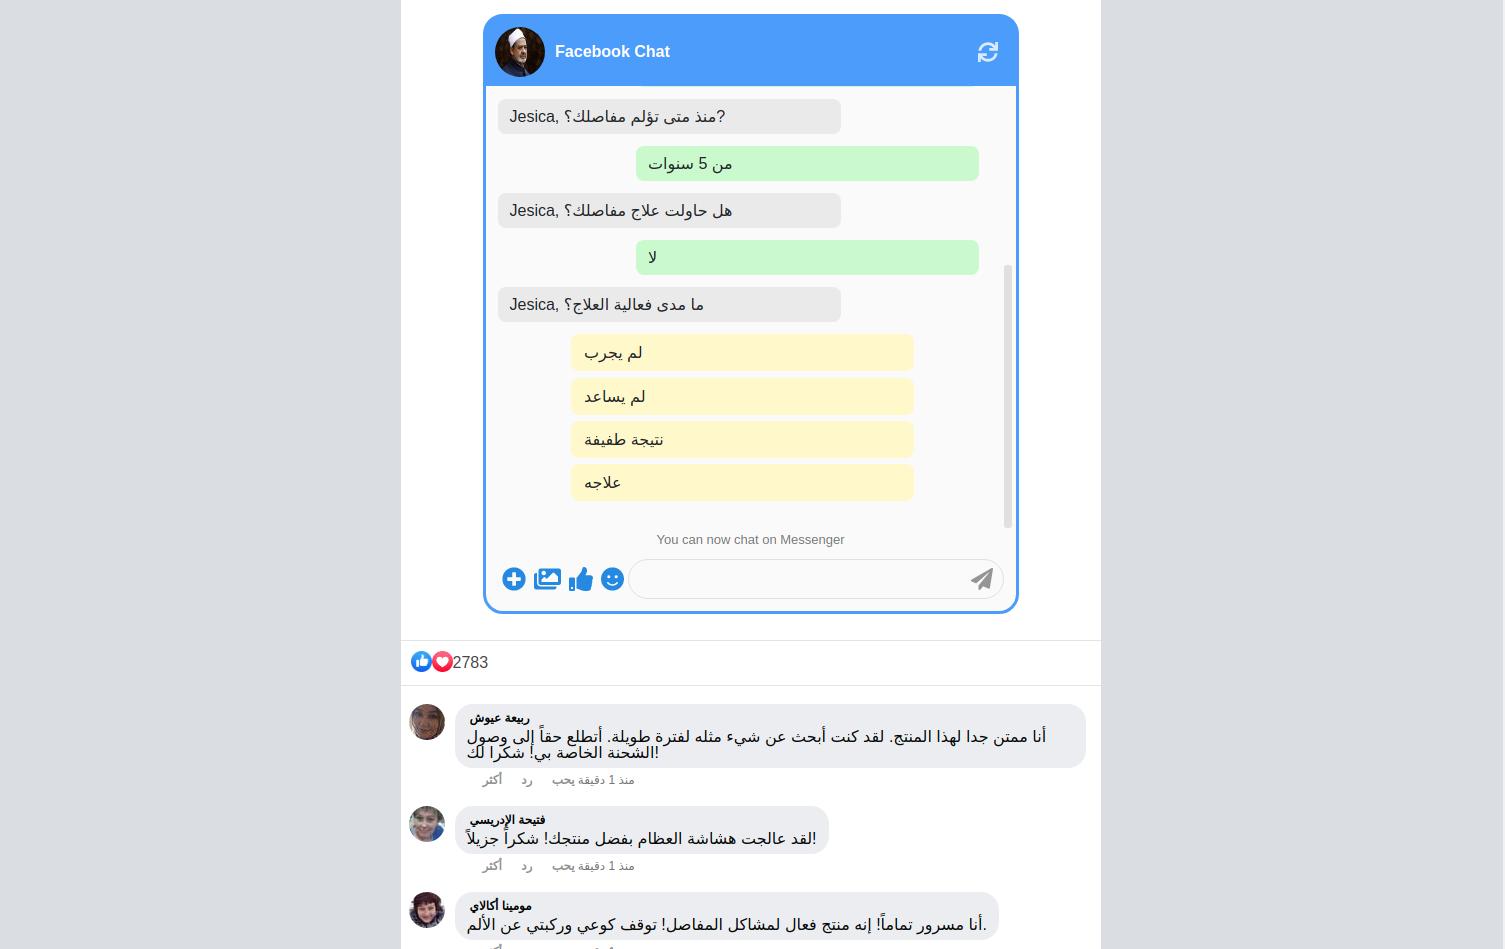 Facebook Chat
Jesica, منذ متى تؤلم مفاصلك؟?
من 5 سنوات
Jesica, هل حاولت علاج مفاصلك؟
لا
Jesica, ما مدى فعالية العلاج؟
لم يجرب
لم يساعد
نتيجة طفيفة
علاجه
You can now chat on Messenger
2783
ربيعة عيوش
أنا ممتن جدا لهذا المنتج. لقد كنت أبحث عن شيء مثله لفترة طويلة. أتطلع حقاً إلى وصول
الشحنة الخاصة بي! شكرا لك!
منذ 1 دقيقة يحب رد أكثر
فتيحة الإدريسي
لقد عالجت هشاشة العظام بفضل منتجك! شكراً جزيلاً!
منذ 1 دقيقة يحب رد أكثر
مومينا أكالاي
أنا مسرور تماماً! إنه منتج فعال لمشاكل المفاصل! توقف كوعي وركبتي عن الألم.